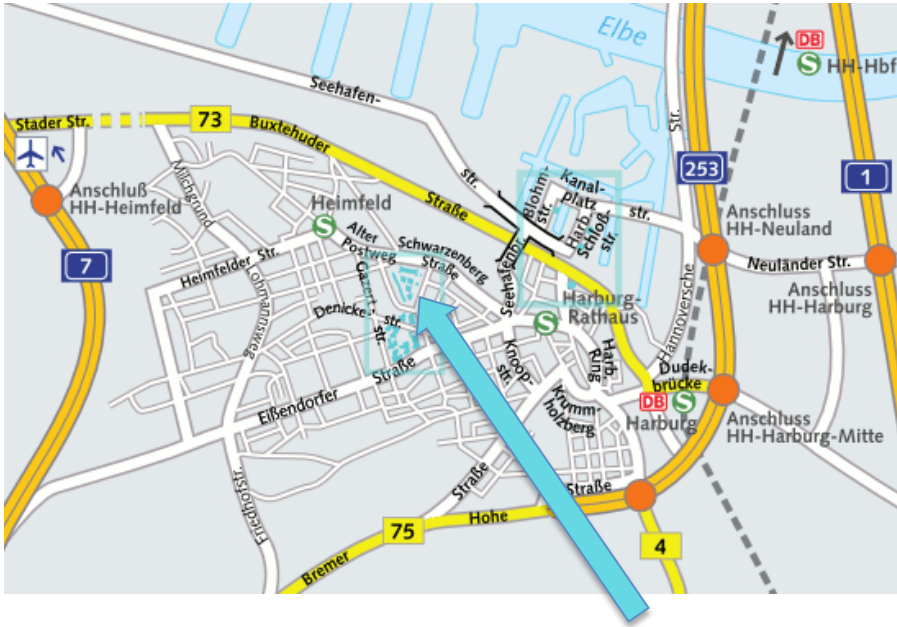 Elbe
DB
S HH-Hbf
Seehafen-
str.
Str.
Stader Str.
73
Buxtehuder
Straße
253
1
Anschluß
HH-Heimfeld
Milchgrund
Heimfeld
S
Blohm-
str.
Kanal-
platz
str.
Harb.
Schloß-
str.
Anschluss
HH-Neuland
7
Heimfelder Str.
Alter
Postweg
Schwarzenberg
Straße
Seehafenbr.
Neuländer Str.
Anschluss
HH-Harburg
Lohmannsweg
Gazert-
str.
Denicke-
str.
Harburg-
Rathaus
S
Hannoversche
Straße
Eißendorfer
Knoop-
str.
Harb.
Ring
Dudek-
brücke
DB
S
Harburg
Krumm-
holzberg
Anschluss
HH-Harburg-Mitte
Friedhofstr.
Straße
Straße
Hohe
75
Bremer
4